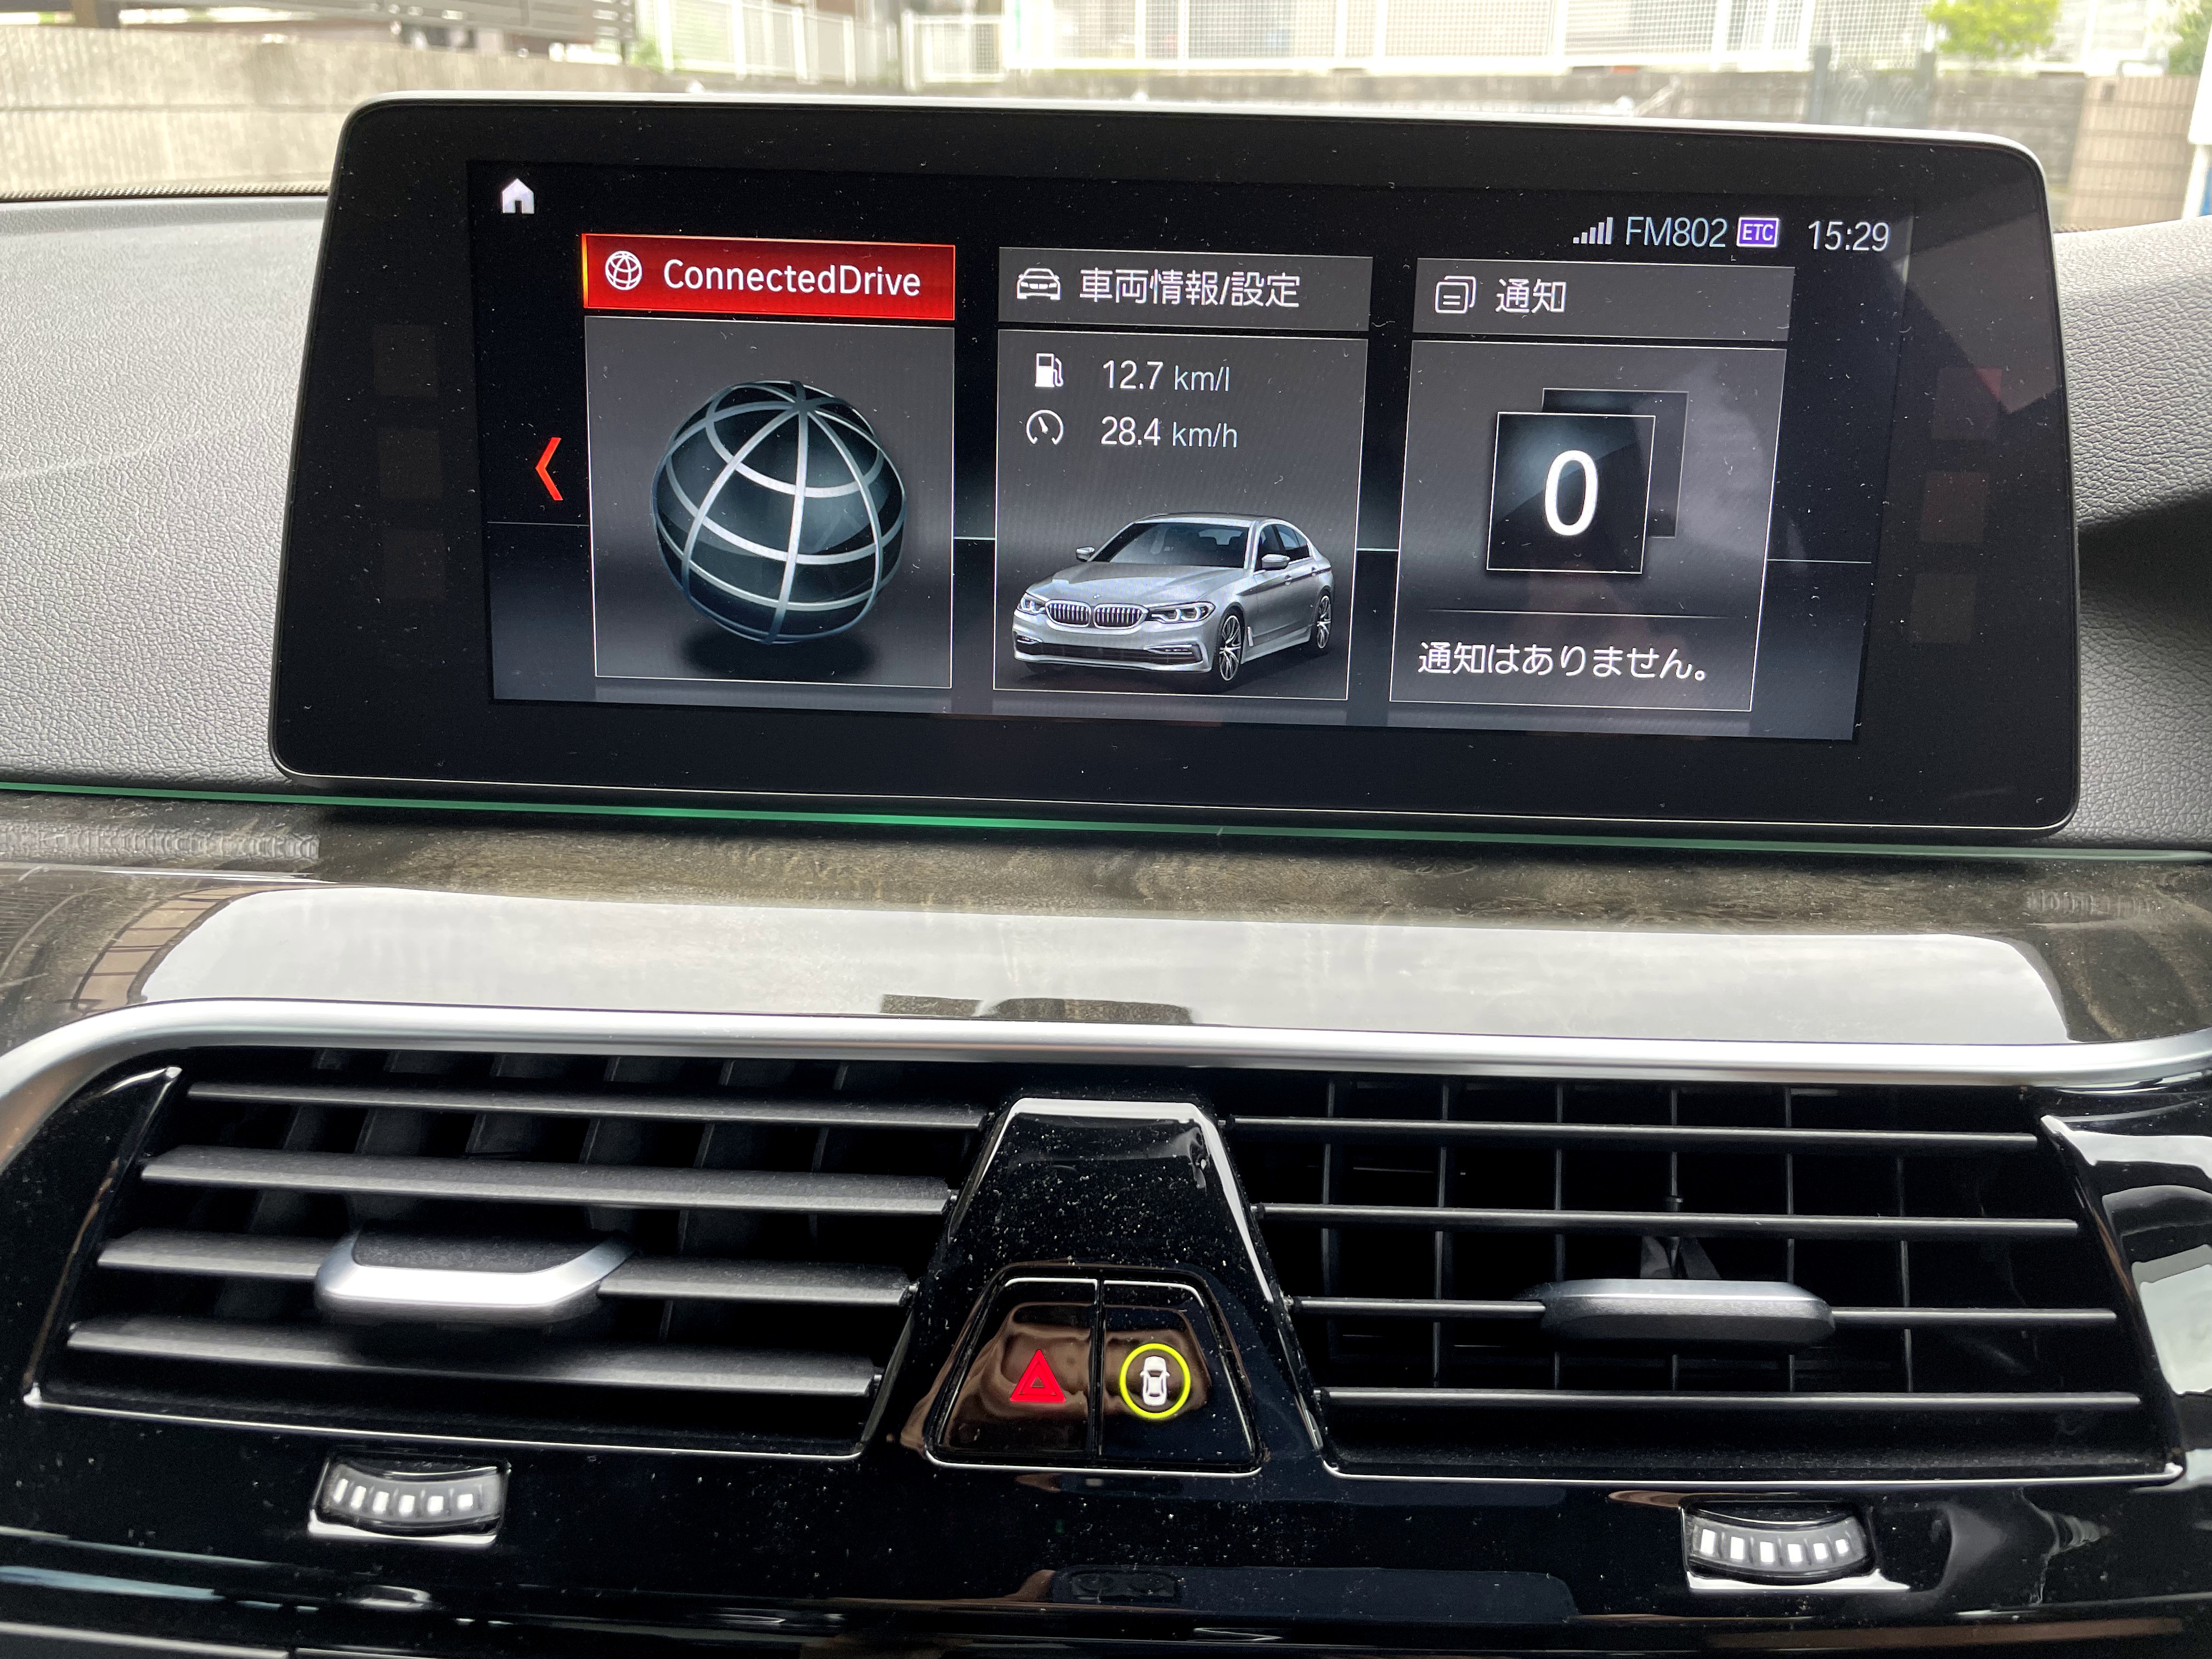 FM802 ETC 15:29
ConnectedDrive
車両情報/設定
12.7 km/l
28.4 km/h
通知
0
通知はありません。